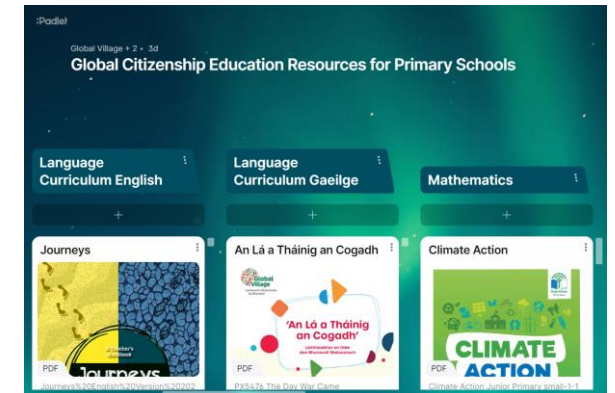 :Padlet
Global Village + 2 • 3d
Global Citizenship Education Resources for Primary Schools
Language
Curriculum English
Language
Curriculum Gaeilge
Mathematics
+
+
+
Journeys
An Lá a Tháinig an Cogadh
Climate Action
Global
Village
'An Lá a Tháinig
an Cogadh'
CLIMATE
ACTION
A Teacher's
Handbook
Journeys
PDF
PDF
PDF
Journeys%20English%20Version%20202
PX5476 The Day War Came
Climate Action Junior Primary small-1-1